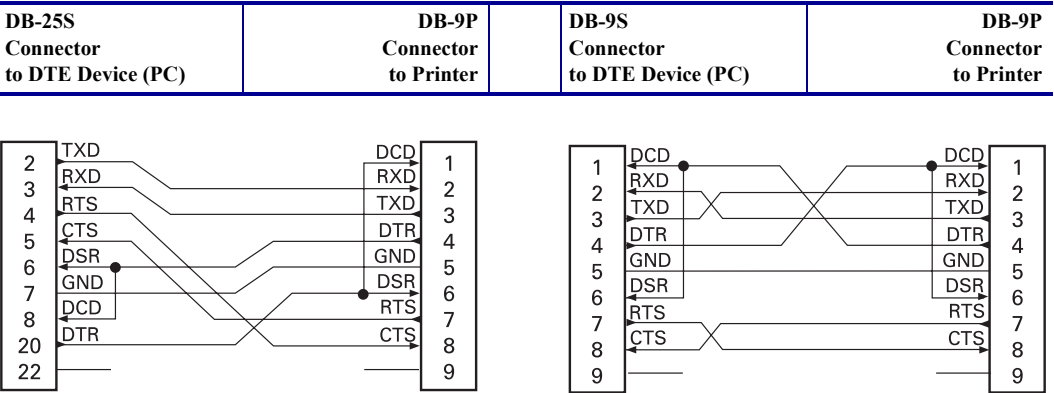 DB-25S
Connector
to DTE Device (PC)
DB-9P
Connector
to Printer
DB-9S
Connector
to DTE Device (PC)
DB-9P
Connector
to Printer
2 TXD DCD 1
3 RXD RXD 2
4 RTS TXD 3
5 CTS DTR 4
6 DSR GND 5
7 GND DSR 6
8 DCD RTS 7
20 DTR CTS 8
22 9
1 DCD DCD 1
2 RXD RXD 2
3 TXD TXD 3
4 DTR DTR 4
5 GND GND 5
6 DSR DSR 6
7 RTS RTS 7
8 CTS CTS 8
9 9